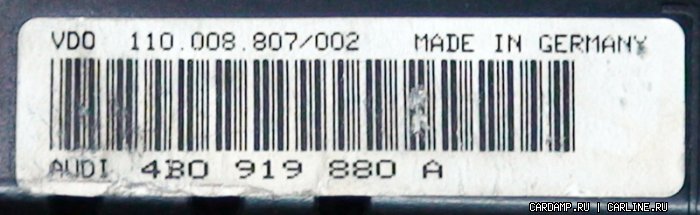 VDO 110.008.807/002 MADE IN GERMANY
AUDI 4B0 919 880 A
CARDAMP.RU | CARLINE.RU